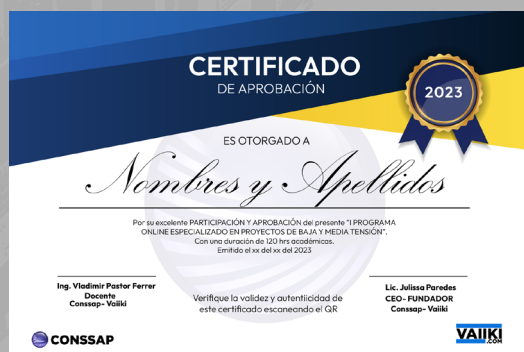 CERTIFICADO
DE APROBACIÓN
2023
ES OTORGADO A
Nombres y Apellidos
Por su excelente PARTICIPACIÓN Y APROBACIÓN del presente "I PROGRAMA
ONLINE ESPECIALIZADO EN PROYECTOS DE BAJA Y MEDIA TENSIÓN".
Con una duración de 120 hrs académicas.
Emitido el xx del xx del 2023
Ing. Vladimir Pastor Ferrer
Docente
Conssap- Vaiiki
Verifique la validez y autentiicidad de
este certificado escaneando el QR
Lic. Julissa Paredes
CEO- FUNDADOR
Conssap- Vaiiki
CONSSAP
VAIIKI
.COM